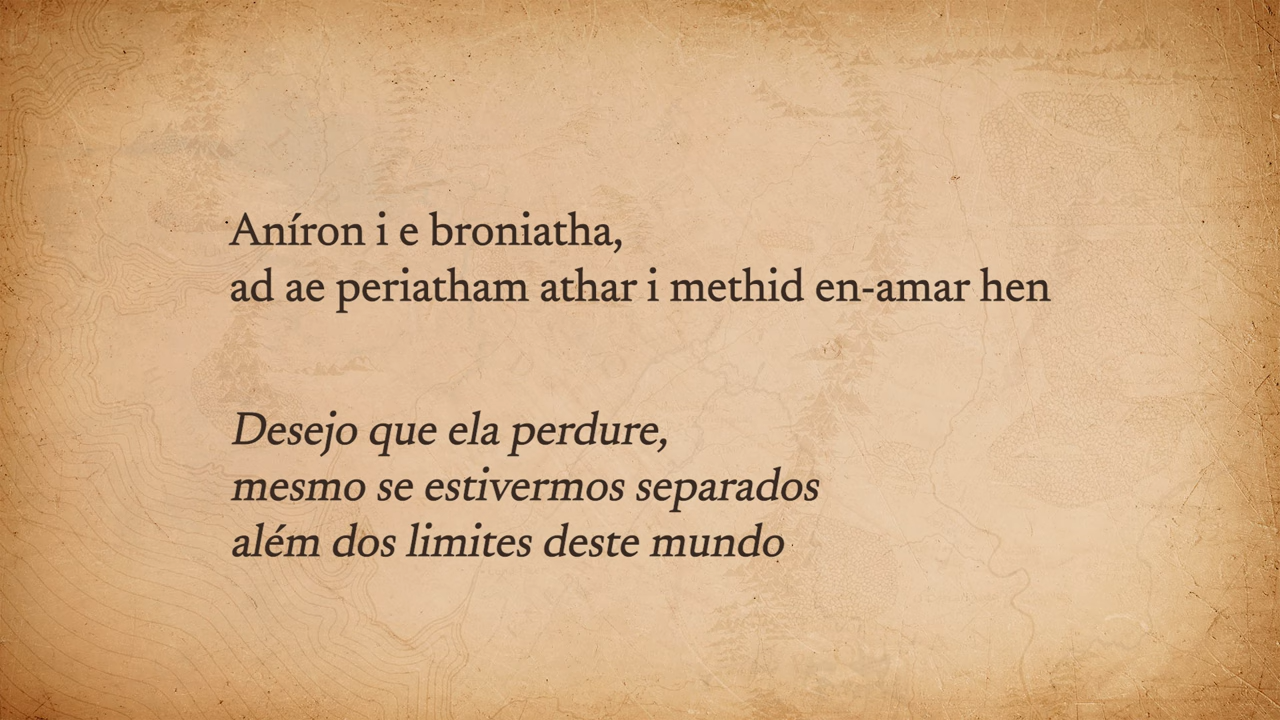 Aníron i e broniatha,
ad ae periatham athar i methid en-amar hen
Desejo que ela perdure,
mesmo se estivermos separados
além dos limites deste mundo